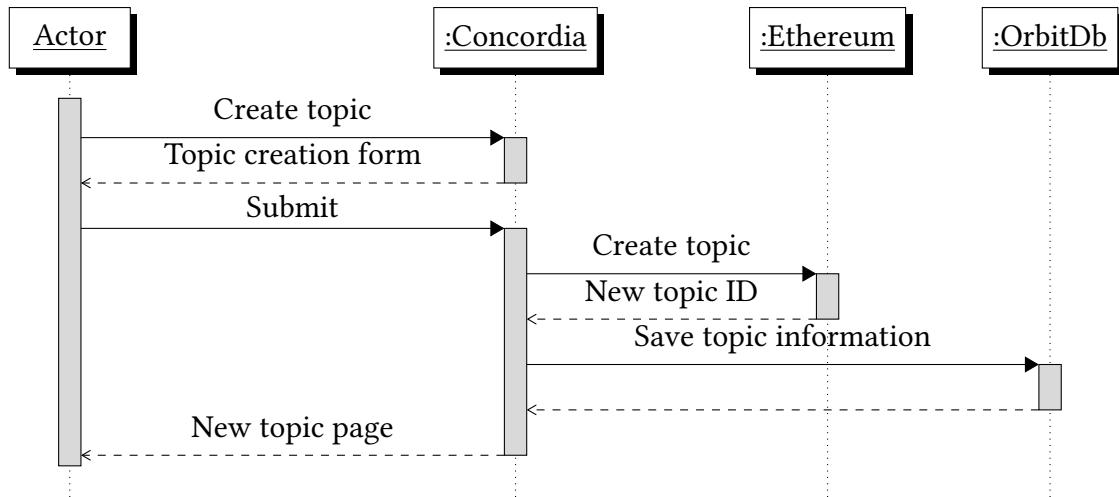 Actor
:Concordia
:Ethereum
:OrbitDb
Create topic
Topic creation form
Submit
Create topic
New topic ID
Save topic information
New topic page